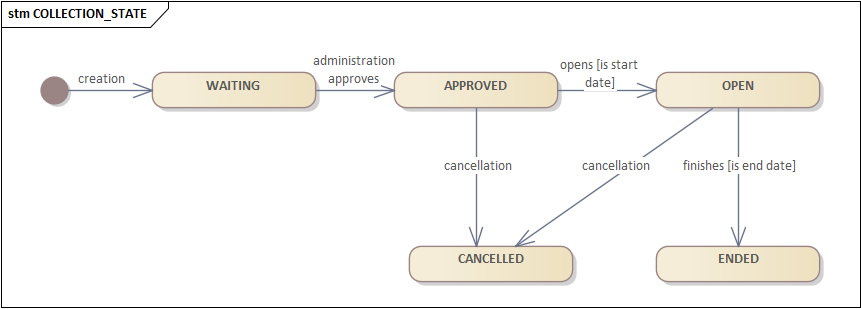 stm COLLECTION_STATE
creation
WAITING
administration
approves
APPROVED
opens [is start
date]
OPEN
cancellation
cancellation
finishes [is end date]
CANCELLED
ENDED